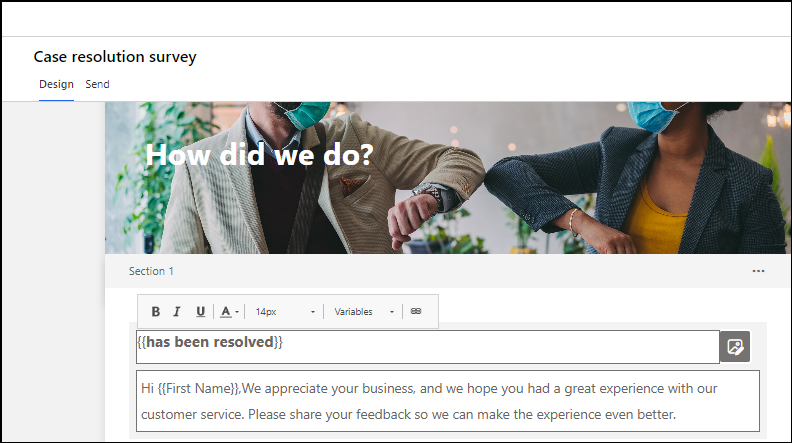 Case resolution survey
Design Send
How did we do?
Section 1
B I U A 14px Variables
{{has been resolved}}
Hi {{First Name}},We appreciate your business, and we hope you had a great experience with our
customer service. Please share your feedback so we can make the experience even better.